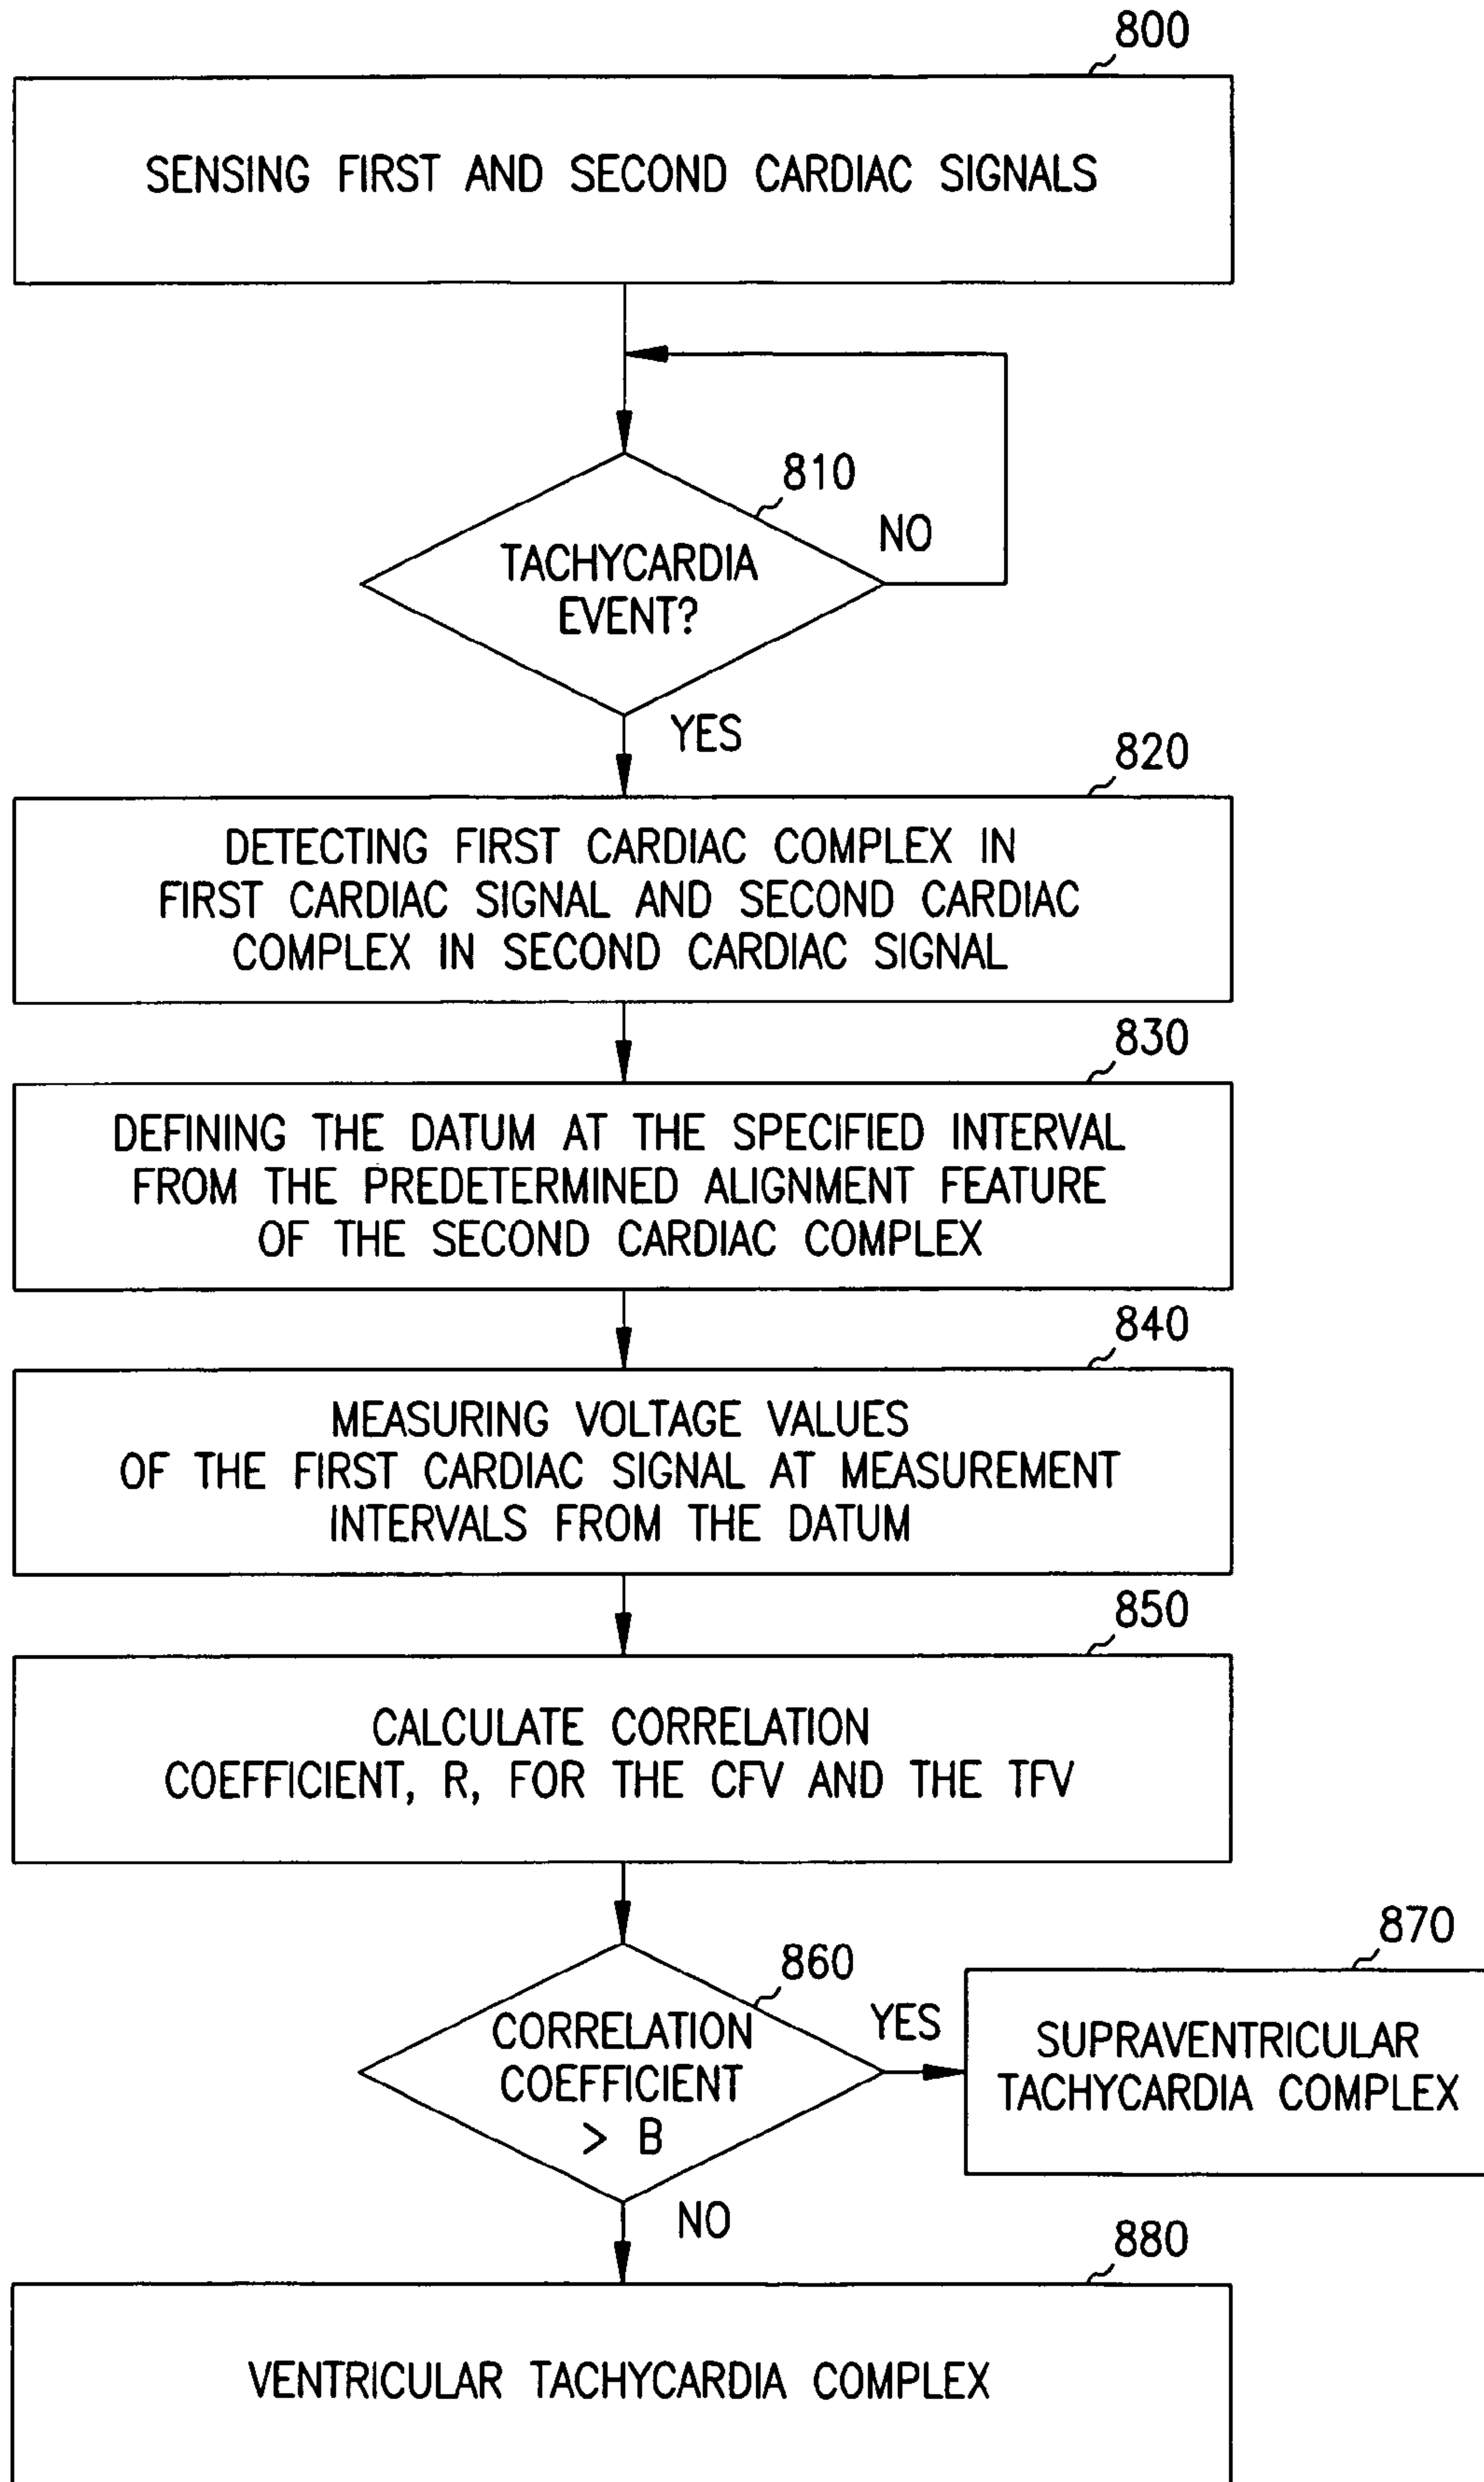 800
SENSING FIRST AND SECOND CARDIAC SIGNALS
810
TACHYCARDIA
EVENT?
NO
YES
820
DETECTING FIRST CARDIAC COMPLEX IN
FIRST CARDIAC SIGNAL AND SECOND CARDIAC
COMPLEX IN SECOND CARDIAC SIGNAL
830
DEFINING THE DATUM AT THE SPECIFIED INTERVAL
FROM THE PREDETERMINED ALIGNMENT FEATURE
OF THE SECOND CARDIAC COMPLEX
840
MEASURING VOLTAGE VALUES
OF THE FIRST CARDIAC SIGNAL AT MEASUREMENT
INTERVALS FROM THE DATUM
850
CALCULATE CORRELATION
COEFFICIENT, R, FOR THE CFV AND THE TFV
860
CORRELATION
COEFFICIENT
> B
YES
870
SUPRAVENTRICULAR
TACHYCARDIA COMPLEX
NO
880
VENTRICULAR TACHYCARDIA COMPLEX